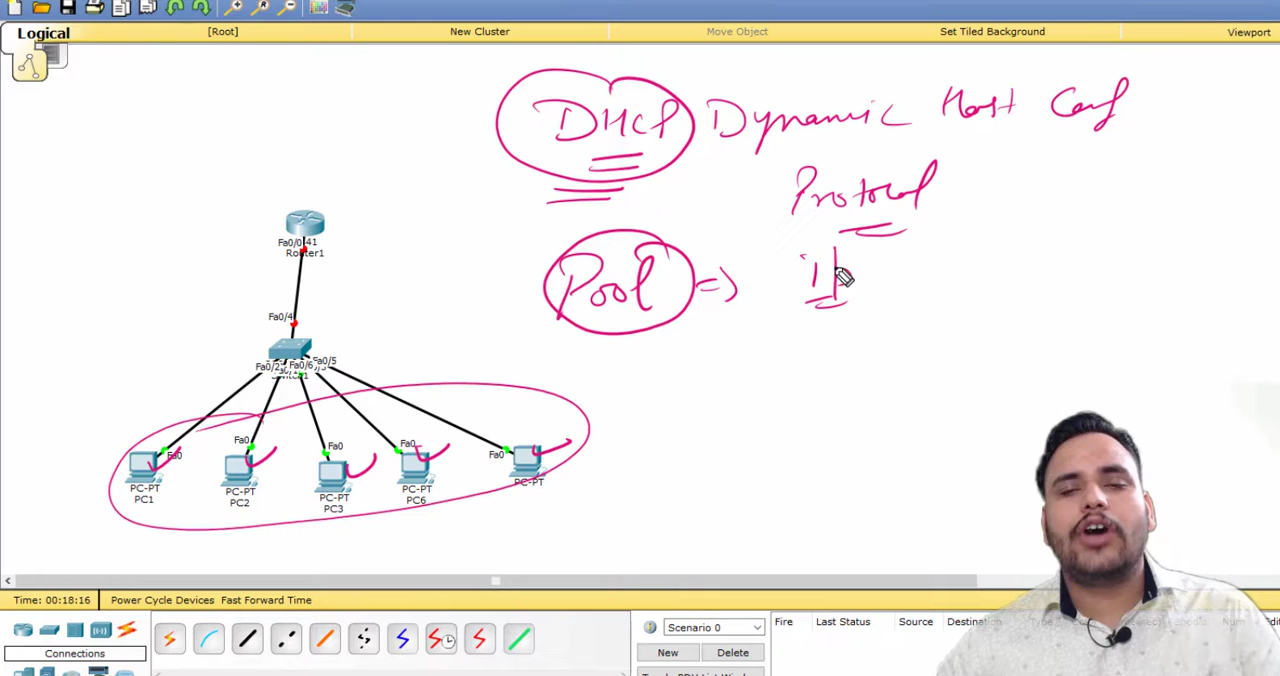 Logical
[Root]
New Cluster
Move Object
Set Tiled Background
Viewport
DHCP Dynamic Host Conf
Protocol
Pool => IP
Router1
Fa0/4
Fa0/5
Fa0
Fa0
Fa0
Fa0
Fa0
PC-PT
PC1
PC-PT
PC2
PC-PT
PC3
PC-PT
PC6
PC-PT
Time: 00:18:16
Power Cycle Devices Fast Forward Time
Scenario 0
Fire Last Status Source
New Delete
Connections